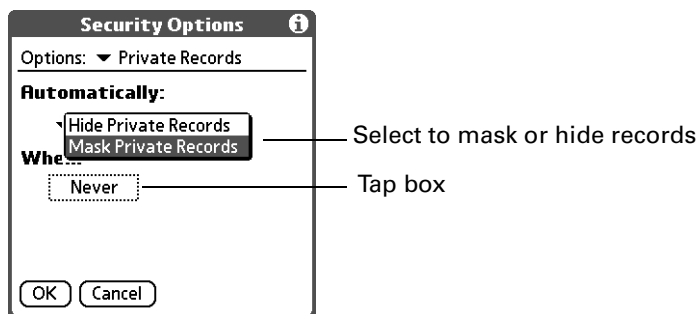 Security Options i
Options: Private Records
Automatically:
Hide Private Records
Mask Private Records
Select to mask or hide records
Never
Tap box
OK Cancel